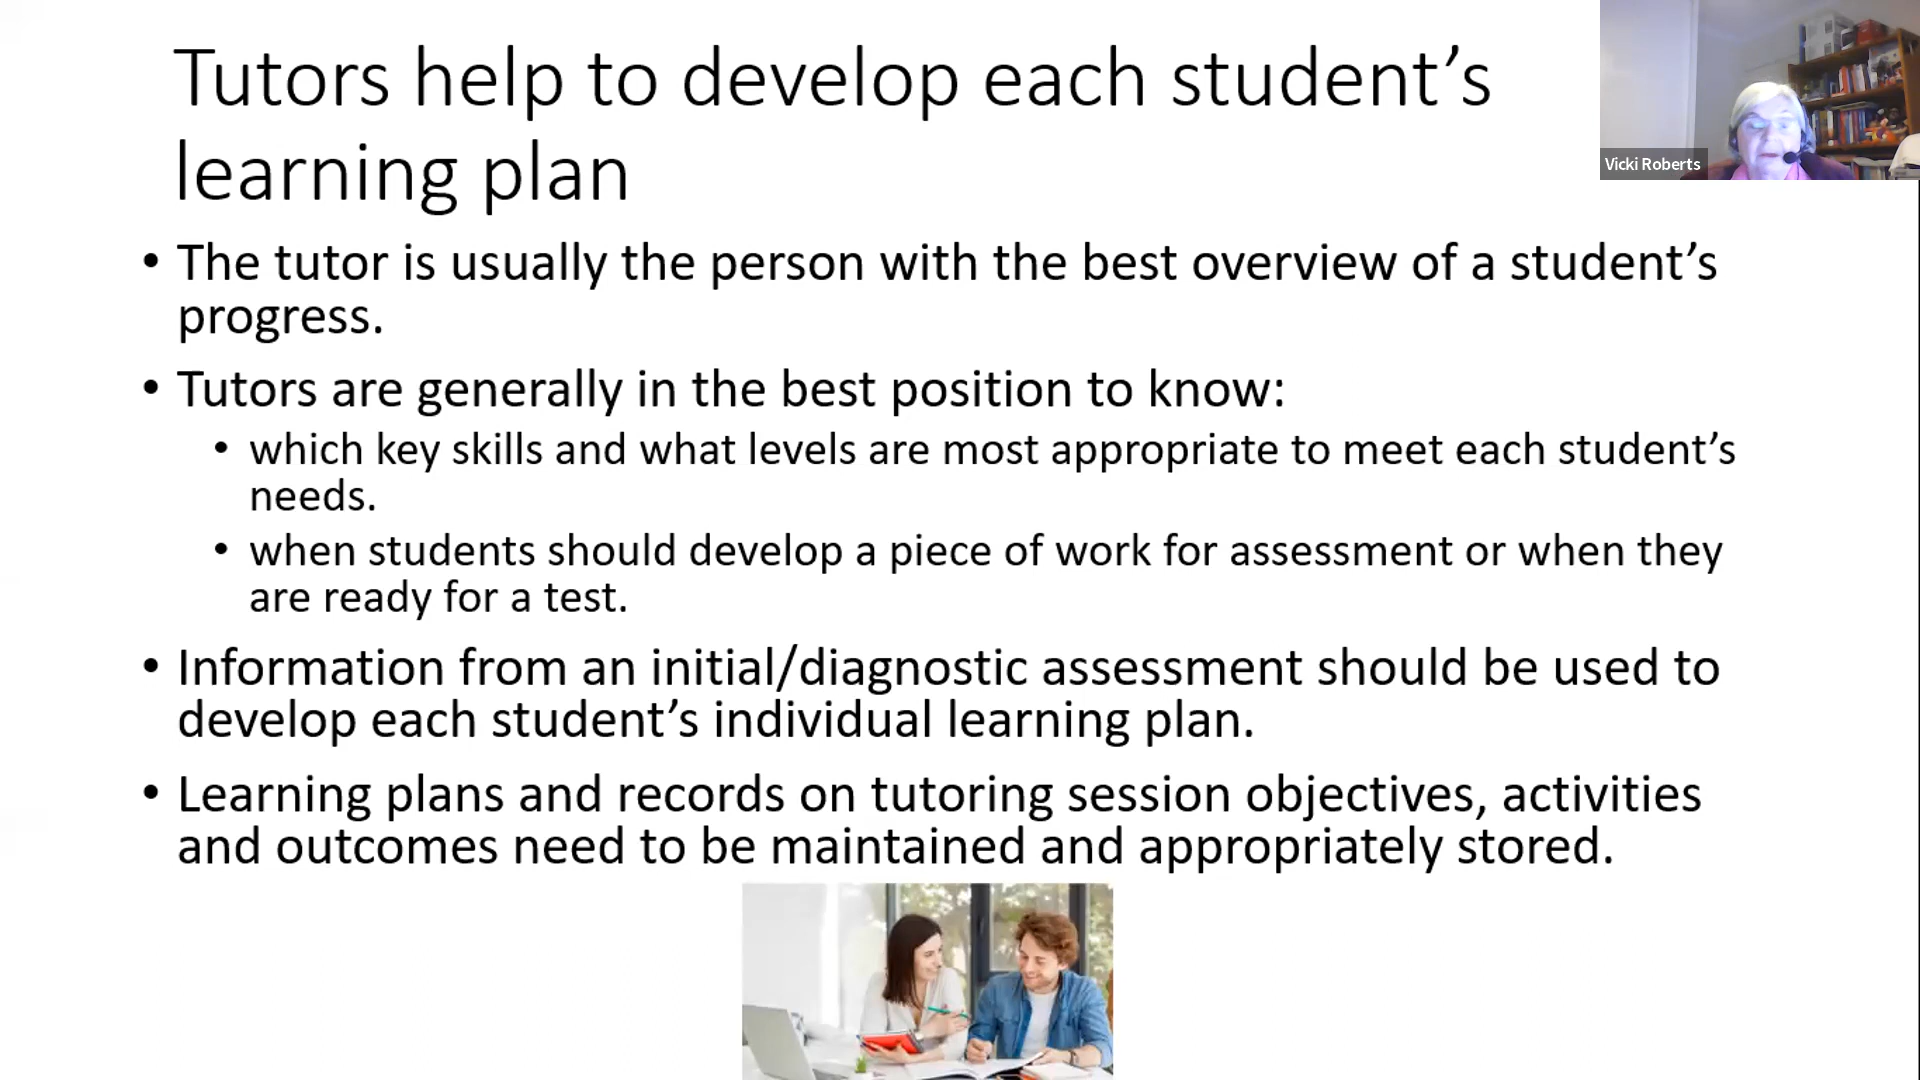 Tutors help to develop each student’s
learning plan
Vicki Roberts
• The tutor is usually the person with the best overview of a student’s
progress.
• Tutors are generally in the best position to know:
• which key skills and what levels are most appropriate to meet each student’s
needs.
• when students should develop a piece of work for assessment or when they
are ready for a test.
• Information from an initial/diagnostic assessment should be used to
develop each student’s individual learning plan.
• Learning plans and records on tutoring session objectives, activities
and outcomes need to be maintained and appropriately stored.